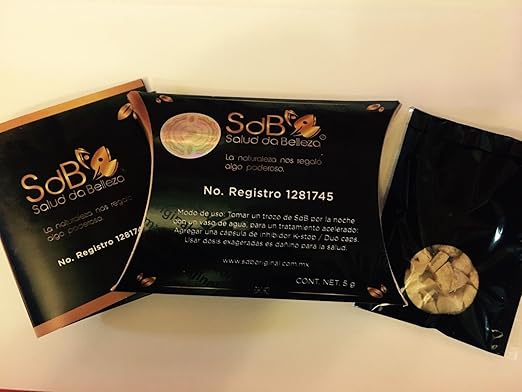 SdB
Salud da Belleza
La naturaleza nos regaló
algo poderoso.
No. Registro 1281745
SdB
Salud da Belleza
La naturaleza nos regaló
algo poderoso.
No. Registro 1281745
Modo de uso: Tomar un trozo de SdB por la noche
con un vaso de agua, para un tratamiento acelerado:
Agregar una capsula de inhibidor K-stop / Duo caps.
Usar dosis exageradas es dañino para la salud.
www.sdboriginal.com.mx
CONT. NET. 8 g